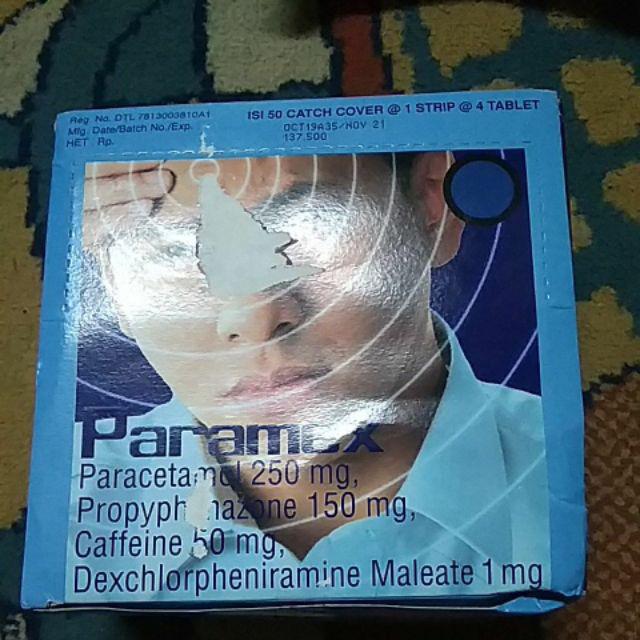 Reg. No. DTL 7813003810A1
Mfg. Date/Batch No./Exp.
HET Rp.
ISI 50 CATCH COVER @ 1 STRIP @ 4 TABLET
OCT19A35/NOV 21
137.500
Paramex
Paracetamol 250 mg,
Propyphenazone 150 mg,
Caffeine 50 mg,
Dexchlorpheniramine Maleate 1 mg